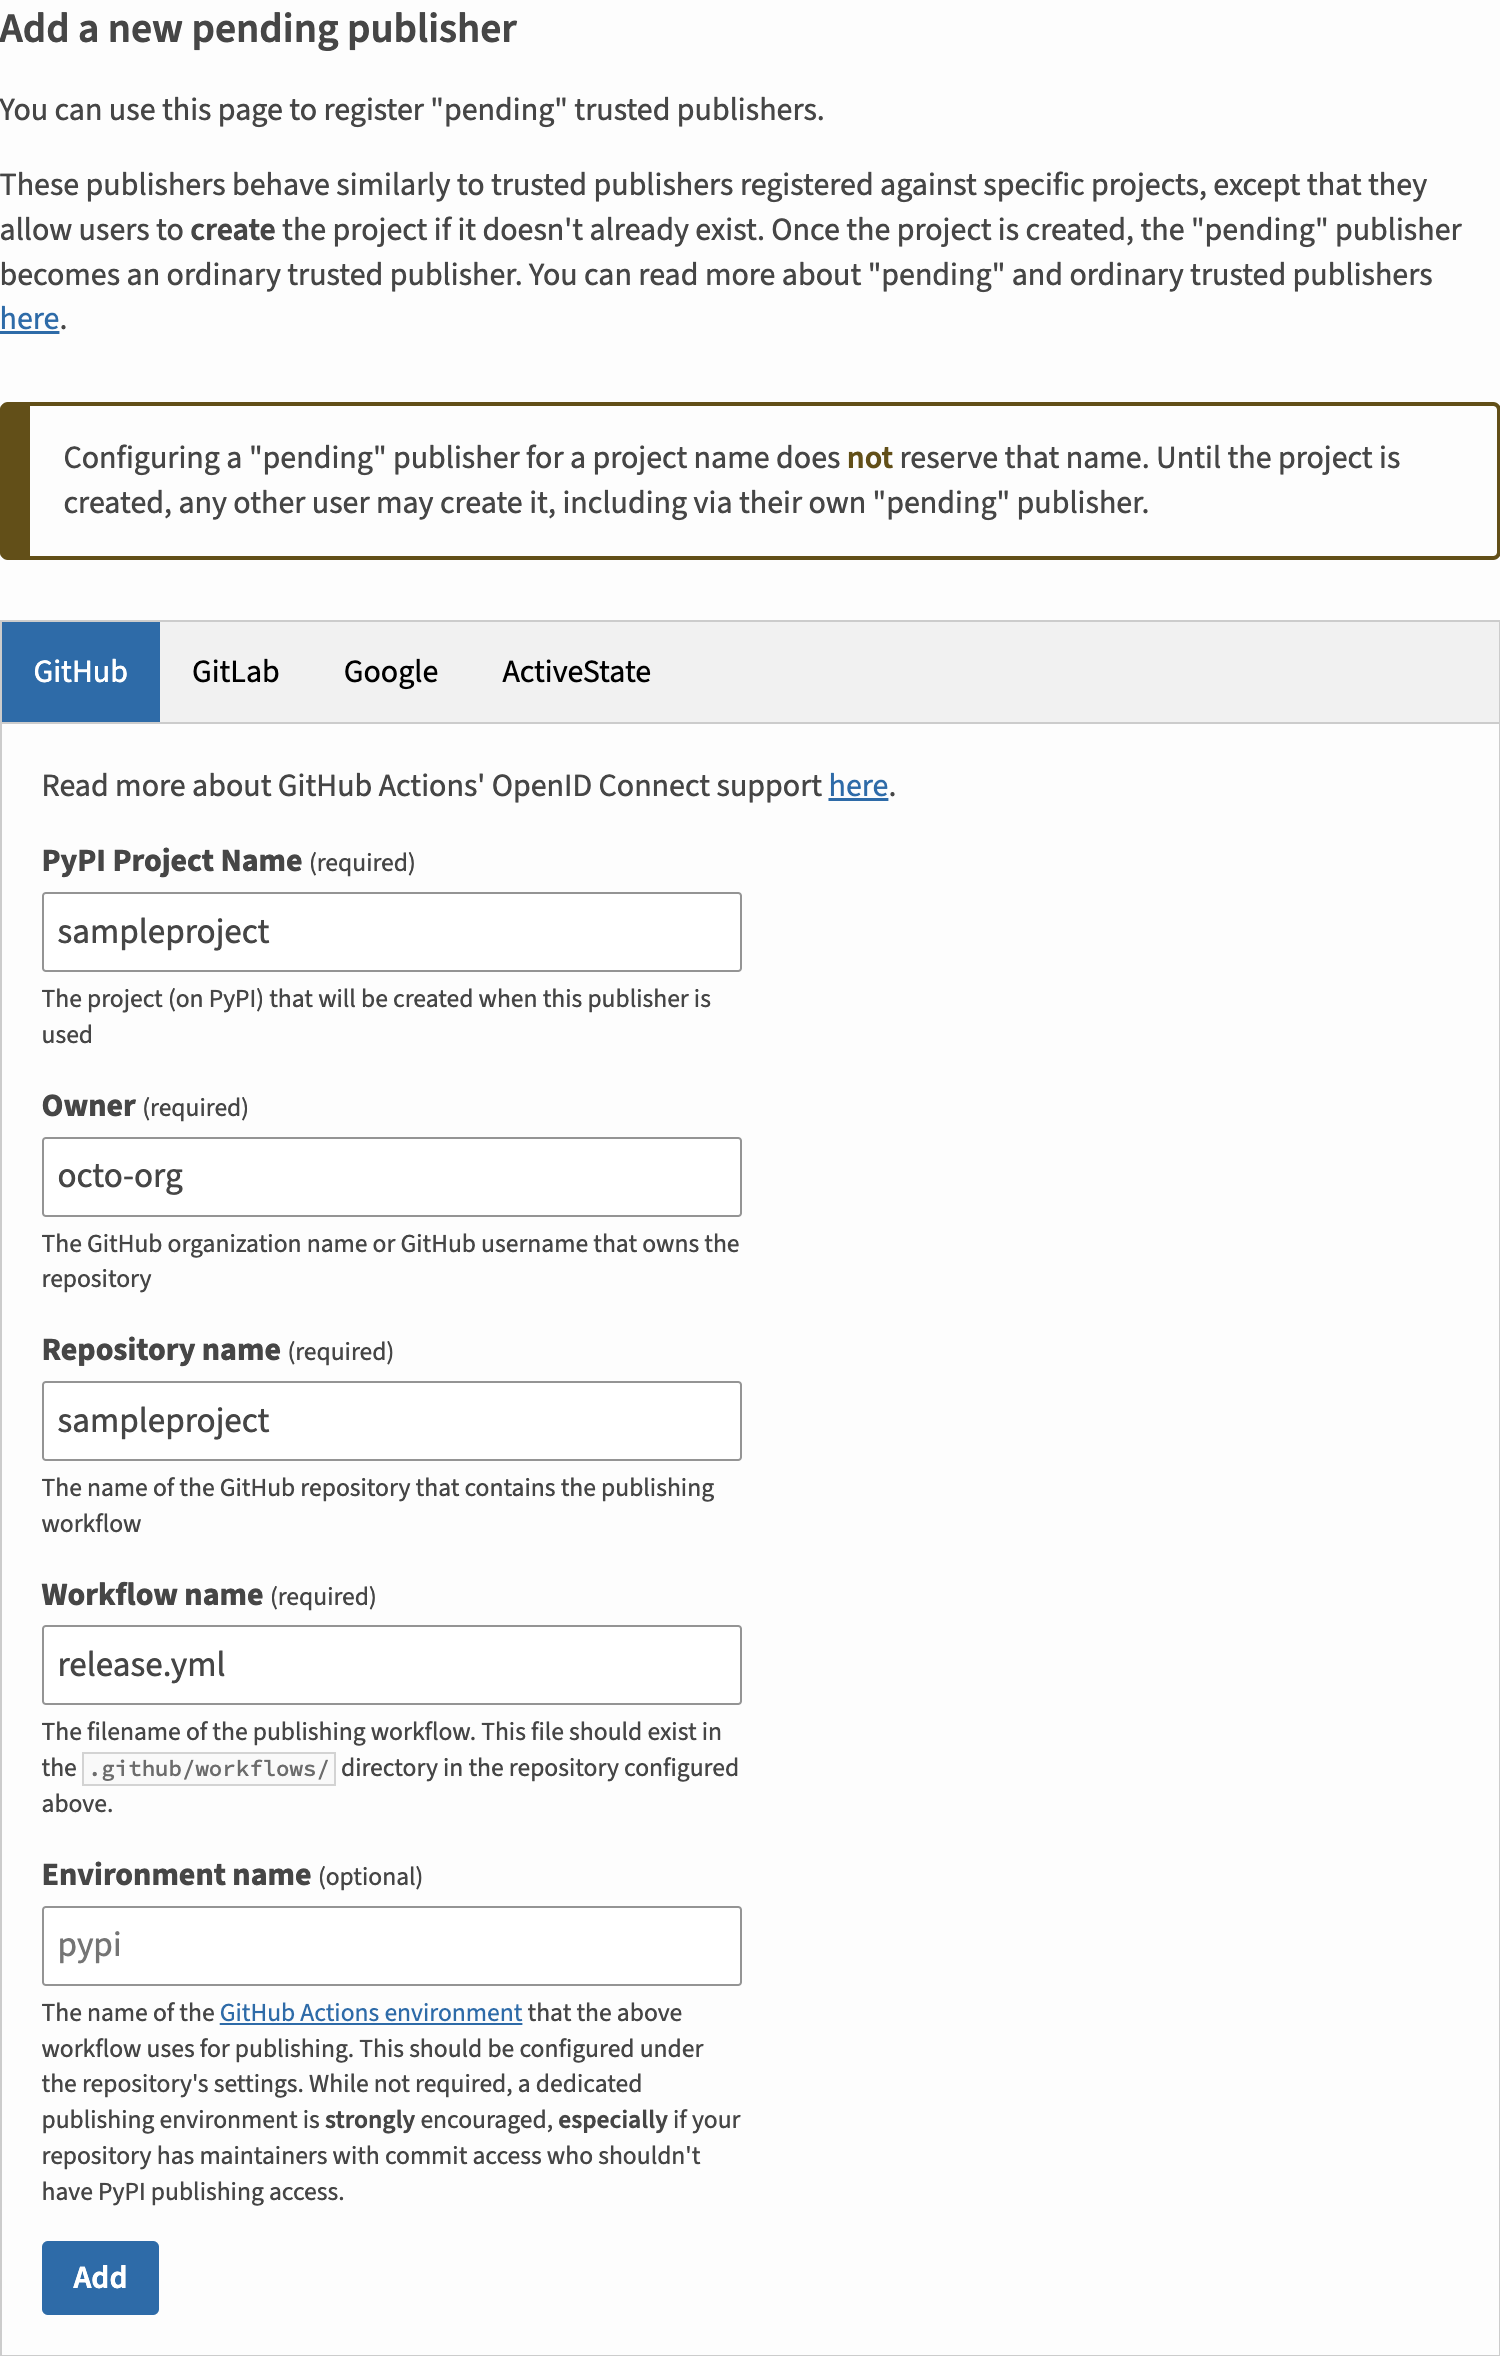 Add a new pending publisher
You can use this page to register "pending" trusted publishers.
These publishers behave similarly to trusted publishers registered against specific projects, except that they
allow users to create the project if it doesn't already exist. Once the project is created, the "pending" publisher
becomes an ordinary trusted publisher. You can read more about "pending" and ordinary trusted publishers
here.
Configuring a "pending" publisher for a project name does not reserve that name. Until the project is
created, any other user may create it, including via their own "pending" publisher.
GitHub GitLab Google ActiveState
Read more about GitHub Actions' OpenID Connect support here.
PyPI Project Name (required)
sampleproject
The project (on PyPI) that will be created when this publisher is
used
Owner (required)
octo-org
The GitHub organization name or GitHub username that owns the
repository
Repository name (required)
sampleproject
The name of the GitHub repository that contains the publishing
workflow
Workflow name (required)
release.yml
The filename of the publishing workflow. This file should exist in
the .github/workflows/ directory in the repository configured
above.
Environment name (optional)
pypi
The name of the GitHub Actions environment that the above
workflow uses for publishing. This should be configured under
the repository's settings. While not required, a dedicated
publishing environment is strongly encouraged, especially if your
repository has maintainers with commit access who shouldn't
have PyPI publishing access.
Add